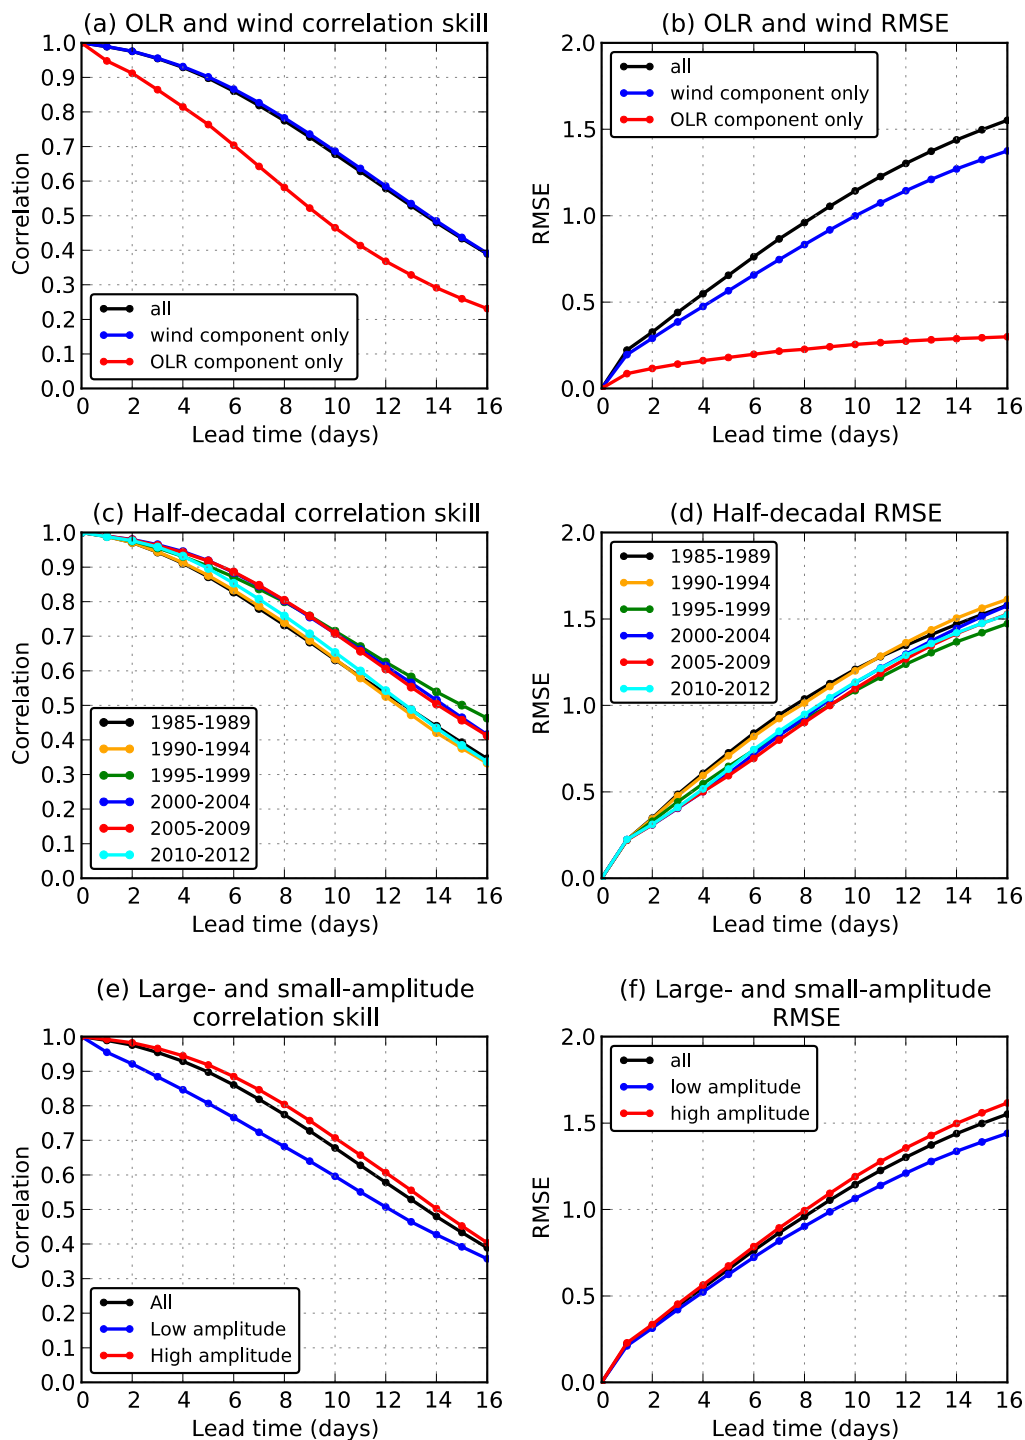 (a) OLR and wind correlation skill
1.0
0.9
0.8
0.7
0.6
0.5
0.4
0.3
0.2
0.1
0.0
Correlation
all
wind component only
OLR component only
0 2 4 6 8 10 12 14 16
Lead time (days)
(b) OLR and wind RMSE
2.0
1.5
1.0
0.5
0.0
RMSE
all
wind component only
OLR component only
0 2 4 6 8 10 12 14 16
Lead time (days)
(c) Half-decadal correlation skill
1.0
0.9
0.8
0.7
0.6
0.5
0.4
0.3
0.2
0.1
0.0
Correlation
1985-1989
1990-1994
1995-1999
2000-2004
2005-2009
2010-2012
0 2 4 6 8 10 12 14 16
Lead time (days)
(d) Half-decadal RMSE
2.0
1.5
1.0
0.5
0.0
RMSE
1985-1989
1990-1994
1995-1999
2000-2004
2005-2009
2010-2012
0 2 4 6 8 10 12 14 16
Lead time (days)
(e) Large- and small-amplitude
correlation skill
1.0
0.9
0.8
0.7
0.6
0.5
0.4
0.3
0.2
0.1
0.0
Correlation
All
Low amplitude
High amplitude
0 2 4 6 8 10 12 14 16
Lead time (days)
(f) Large- and small-amplitude
RMSE
2.0
1.5
1.0
0.5
0.0
RMSE
all
low amplitude
high amplitude
0 2 4 6 8 10 12 14 16
Lead time (days)